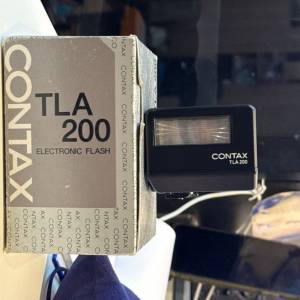 CONTAX
TLA
200
ELECTRONIC FLASH
CONTAX
TLA 200